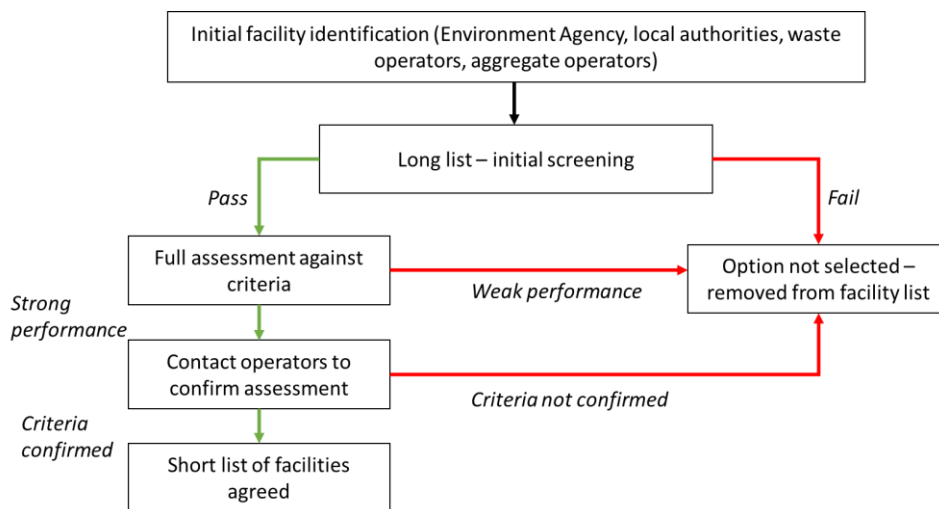 Initial facility identification (Environment Agency, local authorities, waste
operators, aggregate operators)
Long list – initial screening
Pass
Fail
Full assessment against
criteria
Option not selected –
removed from facility list
Weak performance
Strong
performance
Contact operators to
confirm assessment
Criteria not confirmed
Criteria
confirmed
Short list of facilities
agreed